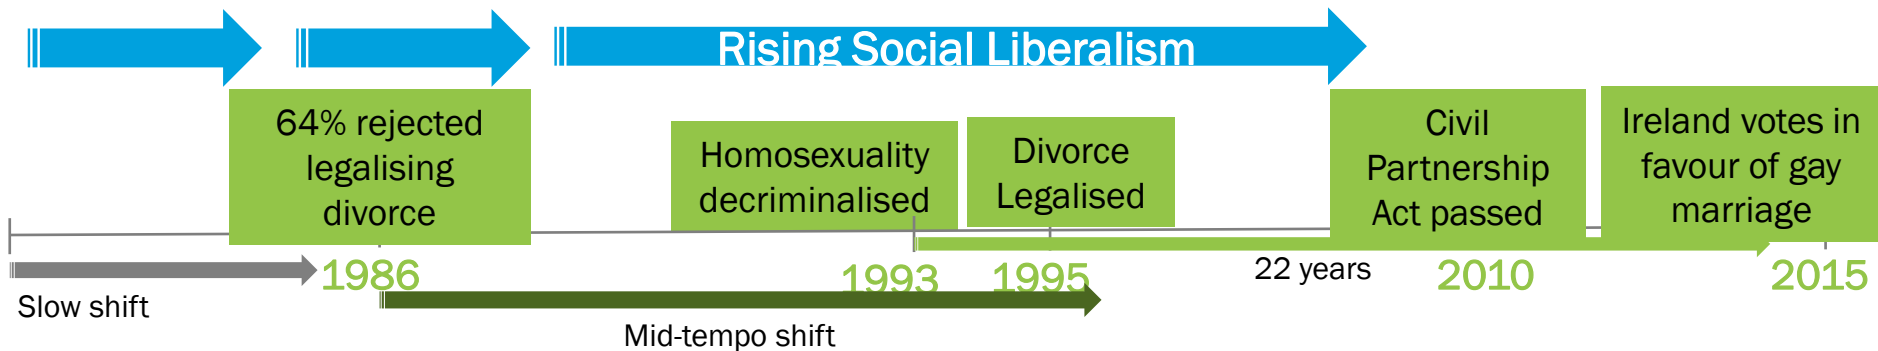 Rising Social Liberalism
64% rejected
legalising
divorce
Homosexuality
decriminalised
Divorce
Legalised
Civil
Partnership
Act passed
Ireland votes in
favour of gay
marriage
1986
1993
1995
22 years
2010
2015
Slow shift
Mid-tempo shift